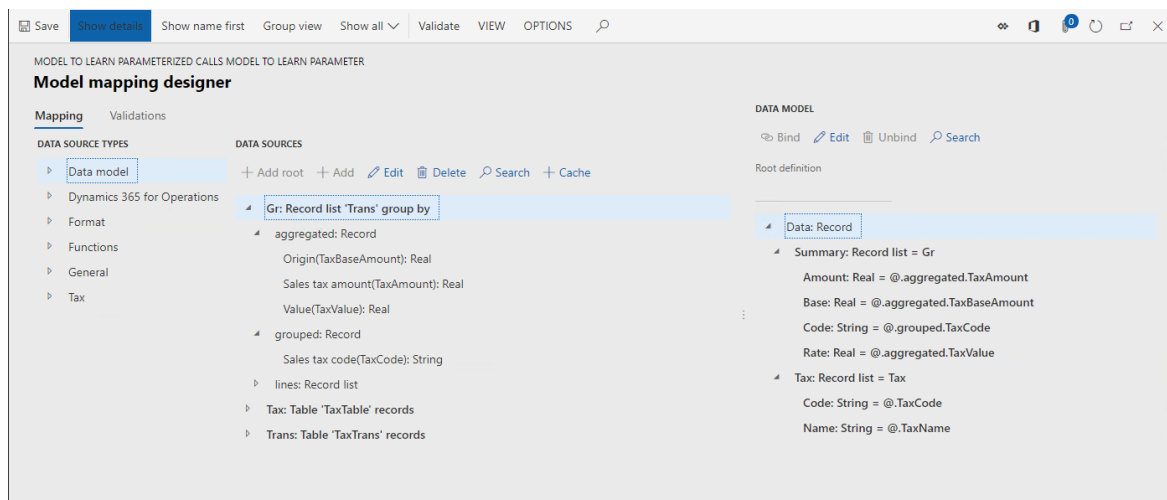 Save Show details Show name first Group view Show all Validate VIEW OPTIONS 0
MODEL TO LEARN PARAMETERIZED CALLS MODEL TO LEARN PARAMETER
Model mapping designer
Mapping Validations
DATA SOURCE TYPES
Data model
Dynamics 365 for Operations
Format
Functions
General
Tax
DATA SOURCES
+ Add root + Add Edit Delete Search + Cache
Gr: Record list 'Trans' group by
aggregated: Record
Origin(TaxBaseAmount): Real
Sales tax amount(TaxAmount): Real
Value(TaxValue): Real
grouped: Record
Sales tax code(TaxCode): String
lines: Record list
Tax: Table 'TaxTable' records
Trans: Table 'TaxTrans' records
DATA MODEL
Bind Edit Unbind Search
Root definition
Data: Record
Summary: Record list = Gr
Amount: Real = @.aggregated.TaxAmount
Base: Real = @.aggregated.TaxBaseAmount
Code: String = @.grouped.TaxCode
Rate: Real = @.aggregated.TaxValue
Tax: Record list = Tax
Code: String = @.TaxCode
Name: String = @.TaxName